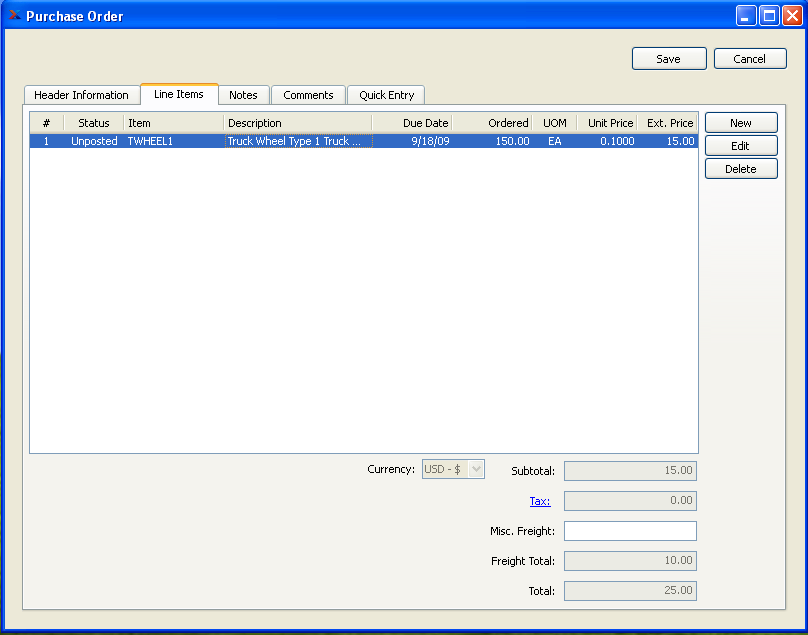 Purchase Order
Save Cancel
Header Information Line Items Notes Comments Quick Entry
# Status Item Description Due Date Ordered UOM Unit Price Ext. Price
1 Unposted TWHEEL1 Truck Wheel Type 1 Truck ... 9/18/09 150.00 EA 0.1000 15.00
New
Edit
Delete
Currency: USD - $ Subtotal: 15.00
Tax: 0.00
Misc. Freight:
Freight Total: 10.00
Total: 25.00